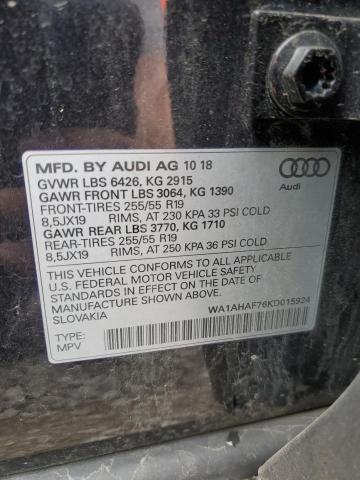 MFD. BY AUDI AG 10 18
GVWR LBS 6426, KG 2915
GAWR FRONT LBS 3064, KG 1390
FRONT-TIRES 255/55 R19
8,5JX19 RIMS, AT 230 KPA 33 PSI COLD
GAWR REAR LBS 3770, KG 1710
REAR-TIRES 255/55 R19
8,5JX19 RIMS, AT 250 KPA 36 PSI COLD
THIS VEHICLE CONFORMS TO ALL APPLICABLE
U.S. FEDERAL MOTOR VEHICLE SAFETY
STANDARDS IN EFFECT ON THE DATE OF
MANUFACTURE SHOWN ABOVE
SLOVAKIA
TYPE:
MPV
Audi
WA1AHAF76KD015924